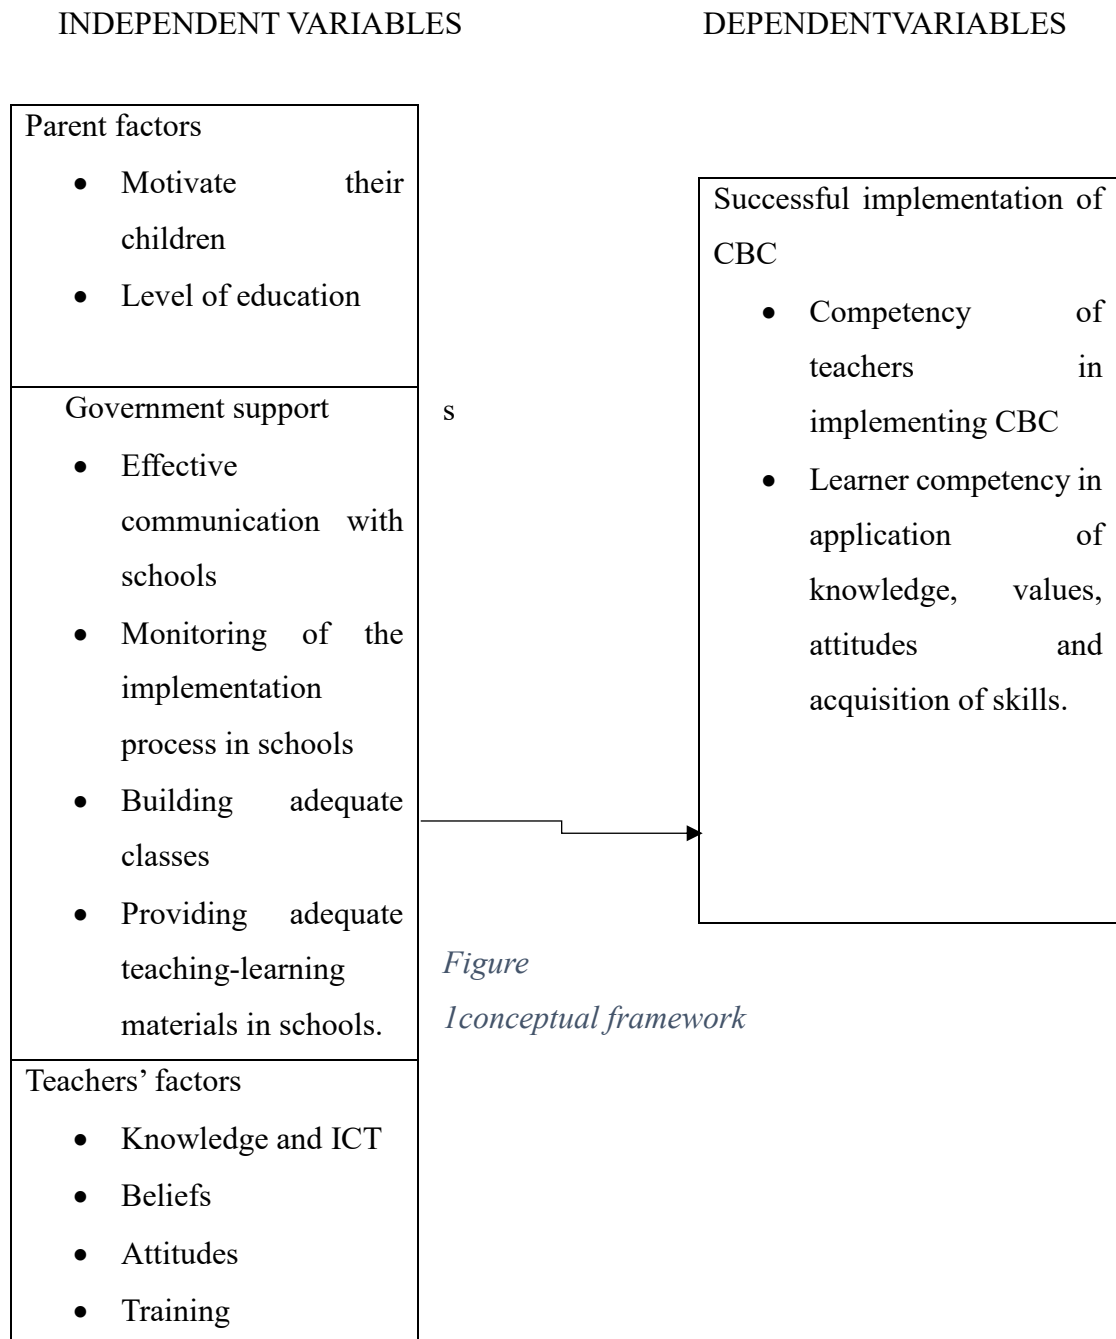 INDEPENDENT VARIABLES
DEPENDENTVARIABLES
Parent factors
• Motivate their
children
• Level of education
Government support
• Effective
communication with
schools
• Monitoring of the
implementation
process in schools
• Building adequate
classes
• Providing adequate
teaching-learning
materials in schools.
Teachers’ factors
• Knowledge and ICT
• Beliefs
• Attitudes
• Training
s
Successful implementation of
CBC
• Competency of
teachers in
implementing CBC
• Learner competency in
application of
knowledge, values,
attitudes and
acquisition of skills.
Figure
1conceptual framework